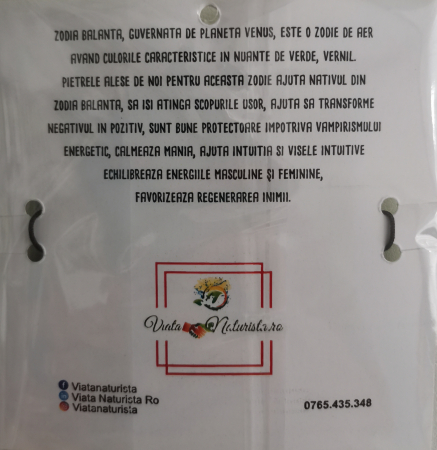 ZODIA BALANTA, GUVERNATA DE PLANETA VENUS, ESTE O ZODIE DE AER
AVAND CULORILE CARACTERISTICE IN NUANTE DE VERDE, VERNIL.
PIETRELE ALESE DE NOI PENTRU ACEASTA ZODIE AJUTA NATIVUL DIN
ZODIA BALANTA, SA ISI ATINGA SCOPURILE USOR, AJUTA SA TRANSFORME
NEGATIVUL IN POZITIV, SUNT BUNE PROTECTOARE IMPOTRIVA VAMPIRISMULUI
ENERGETIC, CALMEAZA MANIA, AJUTA INTUITIA SI VISELE INTUITIVE
ECHILIBREAZA ENERGIILE MASCULINE ȘI FEMININE,
FAVORIZEAZA REGENERAREA INIMII.
Viata Naturista.ro
Viatanaturista
Viata Naturista Ro
Viatanaturista
0765.435.348